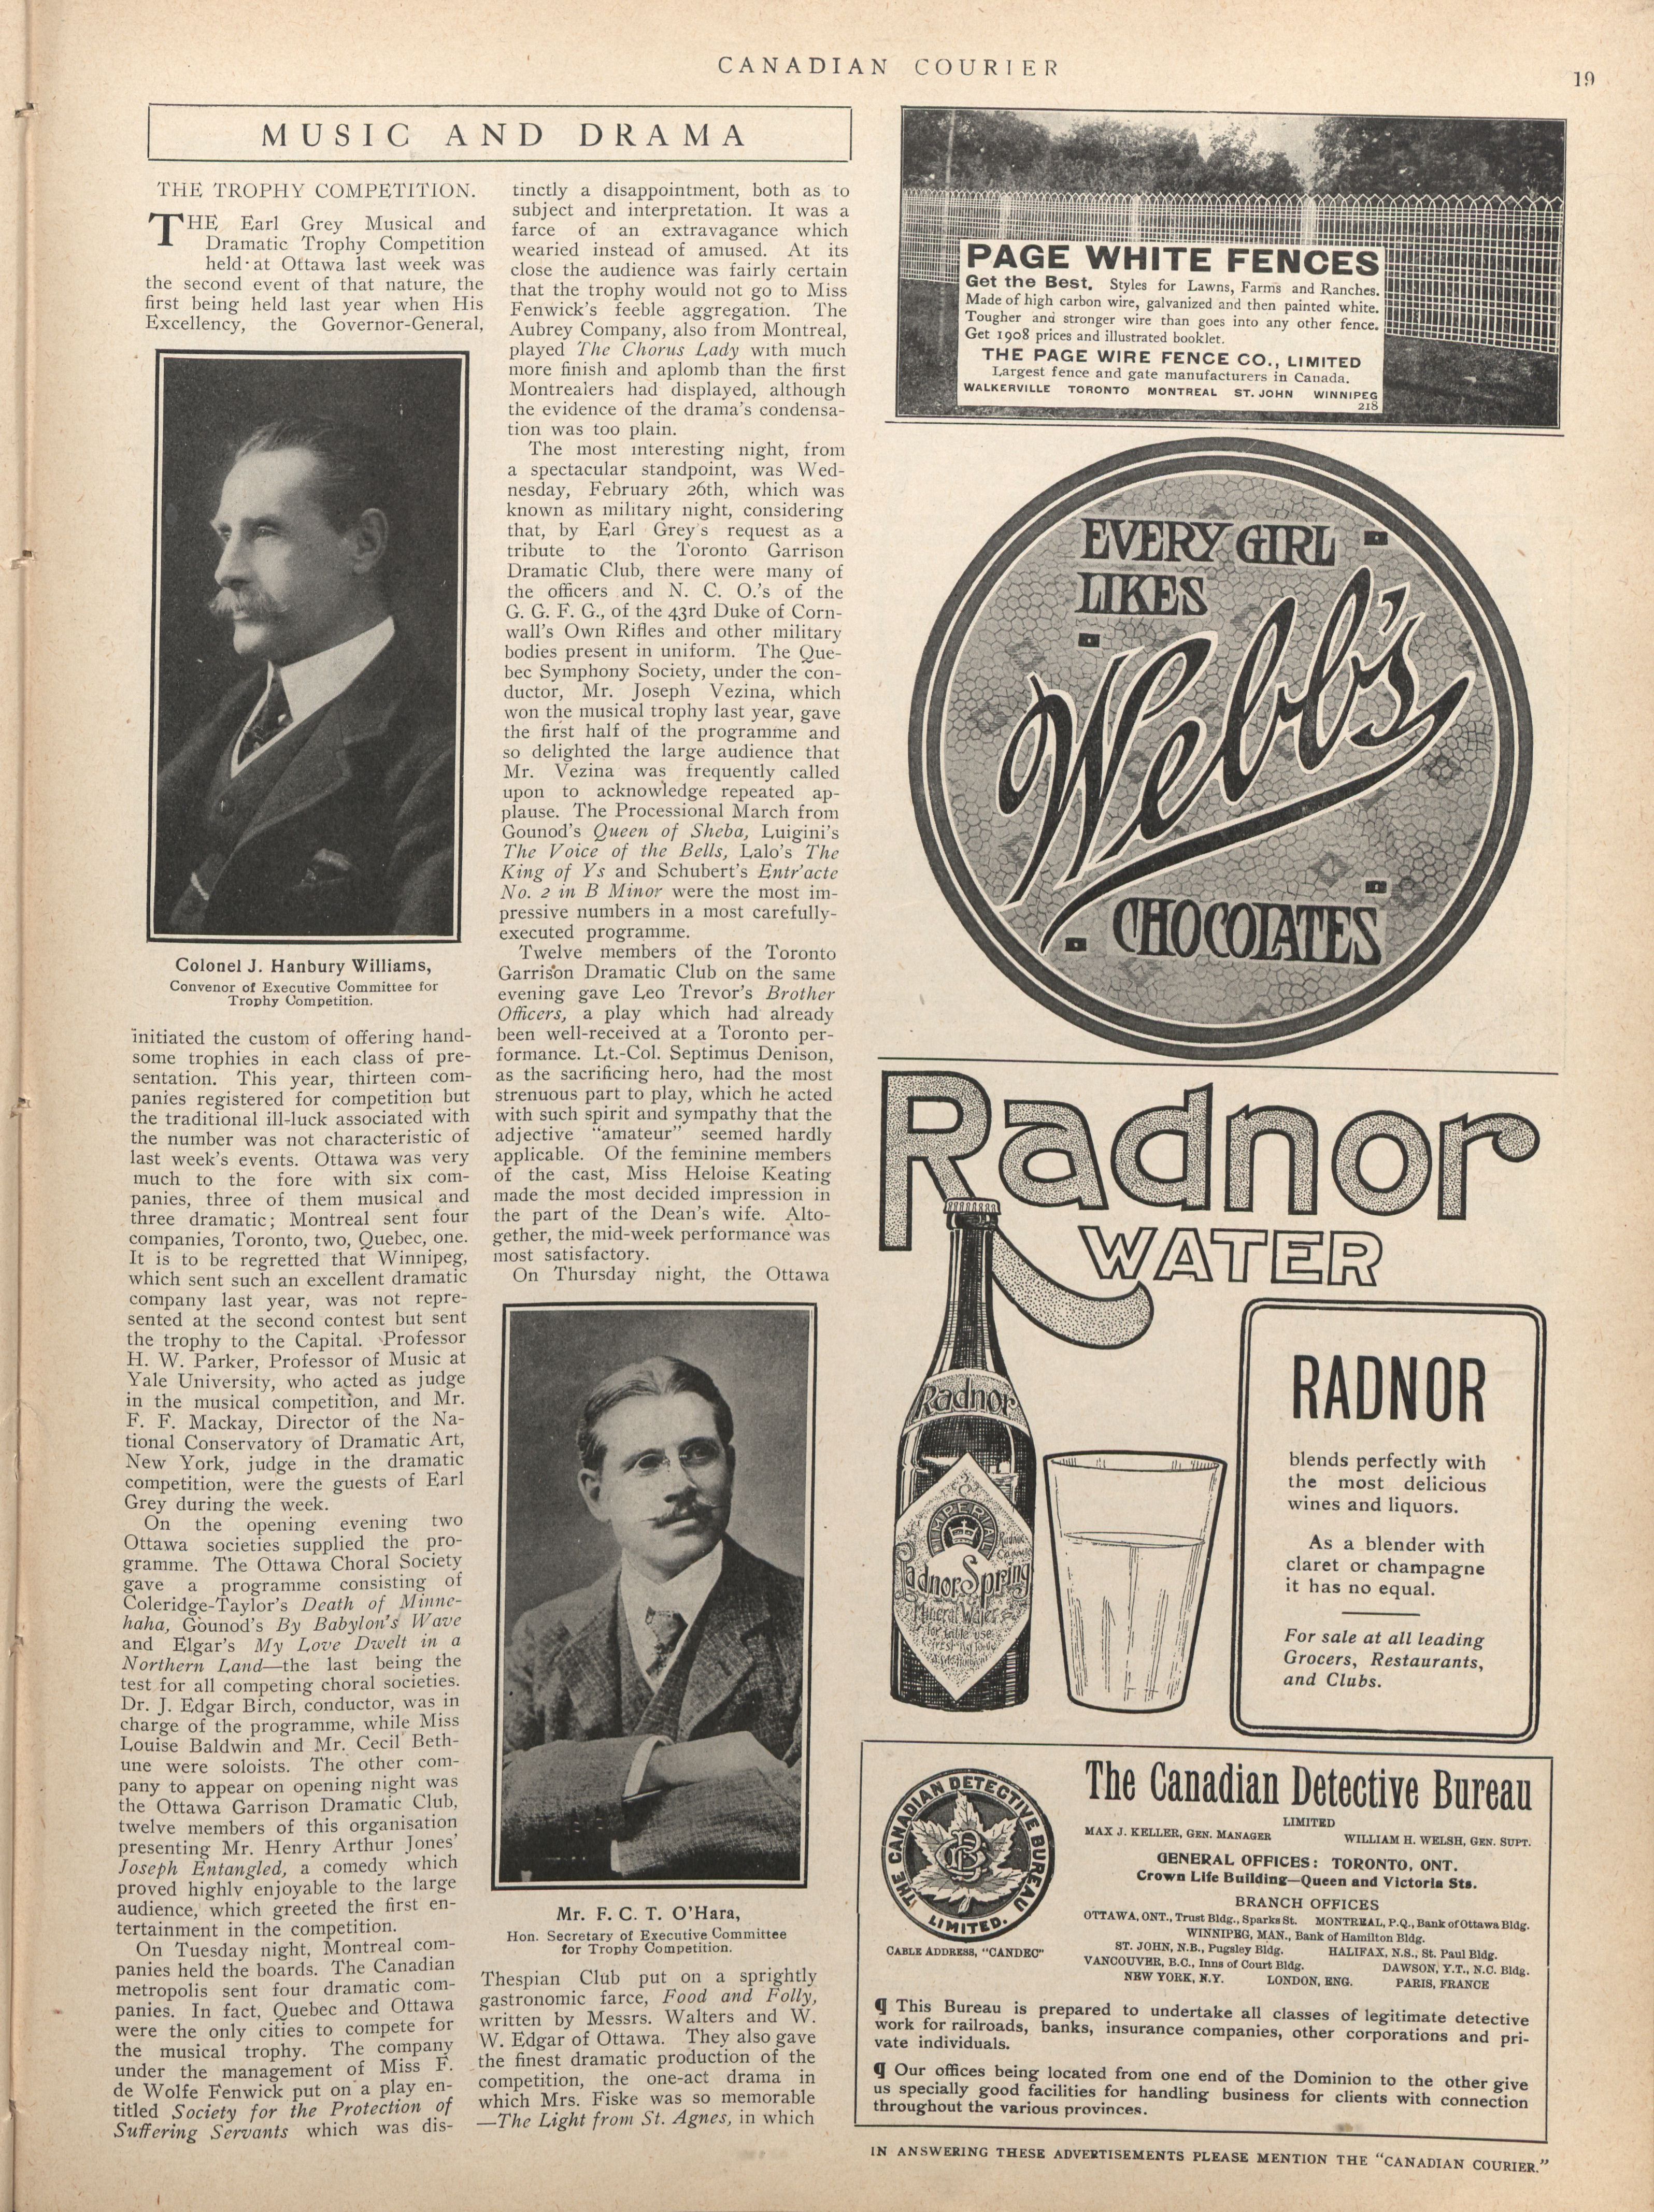 CANADIAN COURIER
19
MUSIC AND DRAMA
THE TROPHY COMPETITION.
THE Earl Grey Musical and
Dramatic Trophy Competition
held at Ottawa last week was
the second event of that nature, the
first being held last year when His
Excellency, the Governor-General,
Colonel J. Hanbury Williams,
Convenor of Executive Committee for
Trophy Competition.
initiated the custom of offering hand-
some trophies in each class of pre-
sentation. This year, thirteen com-
panies registered for competition but
the traditional ill-luck associated with
the number was not characteristic of
last week's events. Ottawa was very
much to the fore with six com-
panies, three of them musical and
three dramatic; Montreal sent four
companies, Toronto, two, Quebec, one.
It is to be regretted that Winnipeg,
which sent such an excellent dramatic
company last year, was not repre-
sented at the second contest but sent
the trophy to the Capital. Professor
H. W. Parker, Professor of Music at
Yale University, who acted as judge
in the musical competition, and Mr.
F. F. Mackay, Director of the Na-
tional Conservatory of Dramatic Art,
New York, judge in the dramatic
competition, were the guests of Earl
Grey during the week.
On the opening evening two
Ottawa societies supplied the pro-
gramme. The Ottawa Choral Society
gave a programme consisting of
Coleridge-Taylor's Death of Minne-
haha, Gounod's By Babylon's Wave
and Elgar's My Love Dwelt in a
Northern Land—the last being the
test for all competing choral societies.
Dr. J. Edgar Birch, conductor, was in
charge of the programme, while Miss
Louise Baldwin and Mr. Cecil Beth-
une were soloists. The other com-
pany to appear on opening night was
the Ottawa Garrison Dramatic Club,
twelve members of this organisation
presenting Mr. Henry Arthur Jones'
Joseph Entangled, a comedy which
proved highly enjoyable to the large
audience, which greeted the first en-
tertainment in the competition.
On Tuesday night, Montreal com-
panies held the boards. The Canadian
metropolis sent four dramatic com-
panies. In fact, Quebec and Ottawa
were the only cities to compete for
the musical trophy. The company
under the management of Miss F.
de Wolfe Fenwick put on a play en-
titled Society for the Protection of
Suffering Servants which was dis-
tinctly a disappointment, both as to
subject and interpretation. It was a
farce of an extravagance which
wearied instead of amused. At its
close the audience was fairly certain
that the trophy would not go to Miss
Fenwick's feeble aggregation. The
Aubrey Company, also from Montreal,
played The Chorus Lady with much
more finish and aplomb than the first
Montrealers had displayed, although
the evidence of the drama's condensa-
tion was too plain.
The most interesting night, from
a spectacular standpoint, was Wed-
nesday, February 26th, which was
known as military night, considering
that, by Earl Grey's request as a
tribute to the Toronto Garrison
Dramatic Club, there were many of
the officers and N. C. O.'s of the
G. G. F. G., of the 43rd Duke of Corn-
wall's Own Rifles and other military
bodies present in uniform. The Que-
bec Symphony Society, under the con-
ductor, Mr. Joseph Vezina, which
won the musical trophy last year, gave
the first half of the programme and
so delighted the large audience that
Mr. Vezina was frequently called
upon to acknowledge repeated ap-
plause. The Processional March from
Gounod's Queen of Sheba, Luigini's
The Voice of the Bells, Lalo's The
King of Ys and Schubert's Entr'acte
No. 2 in B Minor were the most im-
pressive numbers in a most carefully-
executed programme.
Twelve members of the Toronto
Garrison Dramatic Club on the same
evening gave Leo Trevor's Brother
Officers, a play which had already
been well-received at a Toronto per-
formance. Lt.-Col. Septimus Denison,
as the sacrificing hero, had the most
strenuous part to play, which he acted
with such spirit and sympathy that the
adjective "amateur" seemed hardly
applicable. Of the feminine members
of the cast, Miss Heloise Keating
made the most decided impression in
the part of the Dean's wife. Alto-
gether, the mid-week performance was
most satisfactory.
On Thursday night, the Ottawa
Mr. F. C. T. O'Hara,
Hon. Secretary of Executive Committee
for Trophy Competition.
Thespian Club put on a sprightly
gastronomic farce, Food and Folly,
written by Messrs. Walters and W.
W. Edgar of Ottawa. They also gave
the finest dramatic production of the
competition, the one-act drama in
which Mrs. Fiske was so memorable
—The Light from St. Agnes, in which
PAGE WHITE FENCES
Get the Best. Styles for Lawns, Farms and Ranches.
Made of high carbon wire, galvanized and then painted white.
Tougher and stronger wire than goes into any other fence.
Get 1908 prices and illustrated booklet.
THE PAGE WIRE FENCE CO., LIMITED
Largest fence and gate manufacturers in Canada.
WALKERVILLE TORONTO MONTREAL ST. JOHN WINNIPEG
218
EVERY GIRL
LIKES
Webb's
CHOCOLATES
Radnor
WATER
Radnor
IMPERIAL
Radnor Spring
Mineral Water
for table use
RADNOR
blends perfectly with
the most delicious
wines and liquors.
As a blender with
claret or champagne
it has no equal.
For sale at all leading
Grocers, Restaurants,
and Clubs.
THE CANADIAN DETECTIVE BUREAU
LIMITED.
CABLE ADDRESS, "CANDEC"
The Canadian Detective Bureau
LIMITED
MAX J. KELLER, GEN. MANAGER WILLIAM H. WELSH, GEN. SUPT.
GENERAL OFFICES: TORONTO, ONT.
Crown Life Building—Queen and Victoria Sts.
BRANCH OFFICES
OTTAWA, ONT., Trust Bldg., Sparks St. MONTREAL, P.Q., Bank of Ottawa Bldg.
WINNIPEG, MAN., Bank of Hamilton Bldg.
ST. JOHN, N.B., Pugsley Bldg. HALIFAX, N.S., St. Paul Bldg.
VANCOUVER, B.C., Inns of Court Bldg. DAWSON, Y.T., N.C. Bldg.
NEW YORK, N.Y. LONDON, ENG. PARIS, FRANCE
¶ This Bureau is prepared to undertake all classes of legitimate detective
work for railroads, banks, insurance companies, other corporations and pri-
vate individuals.
¶ Our offices being located from one end of the Dominion to the other give
us specially good facilities for handling business for clients with connection
throughout the various provinces.
IN ANSWERING THESE ADVERTISEMENTS PLEASE MENTION THE "CANADIAN COURIER."